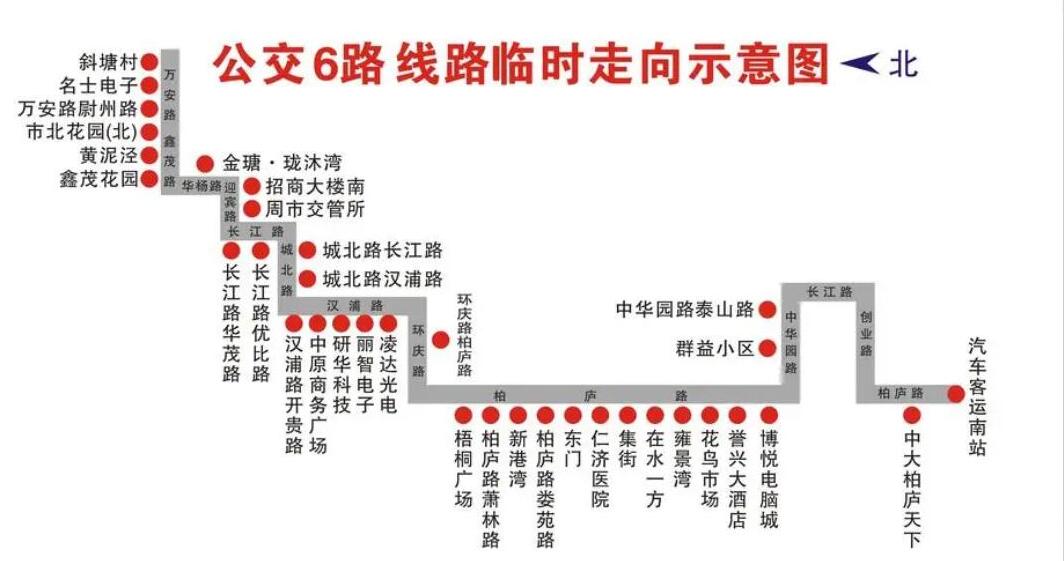 公交6路 线路临时走向示意图
北
斜塘村
名士电子
万安路尉州路
市北花园(北)
黄泥泾
鑫茂花园
万安路
鑫茂路
华杨路
金瑭·珑沐湾
迎宾路
招商大楼南
周市交管所
长江路
长江路华茂路
长江路优比路
城北路
城北路长江路
城北路汉浦路
汉浦路
汉浦路开贵路
中原商务广场
研华科技
丽智电子
凌达光电
环庆路
环庆路柏庐路
柏庐路
梧桐广场
柏庐路萧林路
新港湾
柏庐路娄苑路
东门
仁济医院
集街
在水一方
雍景湾
花鸟市场
誉兴大酒店
博悦电脑城
中华园路泰山路
群益小区
中华园路
长江路
创业路
柏庐路
中大柏庐天下
汽车客运南站